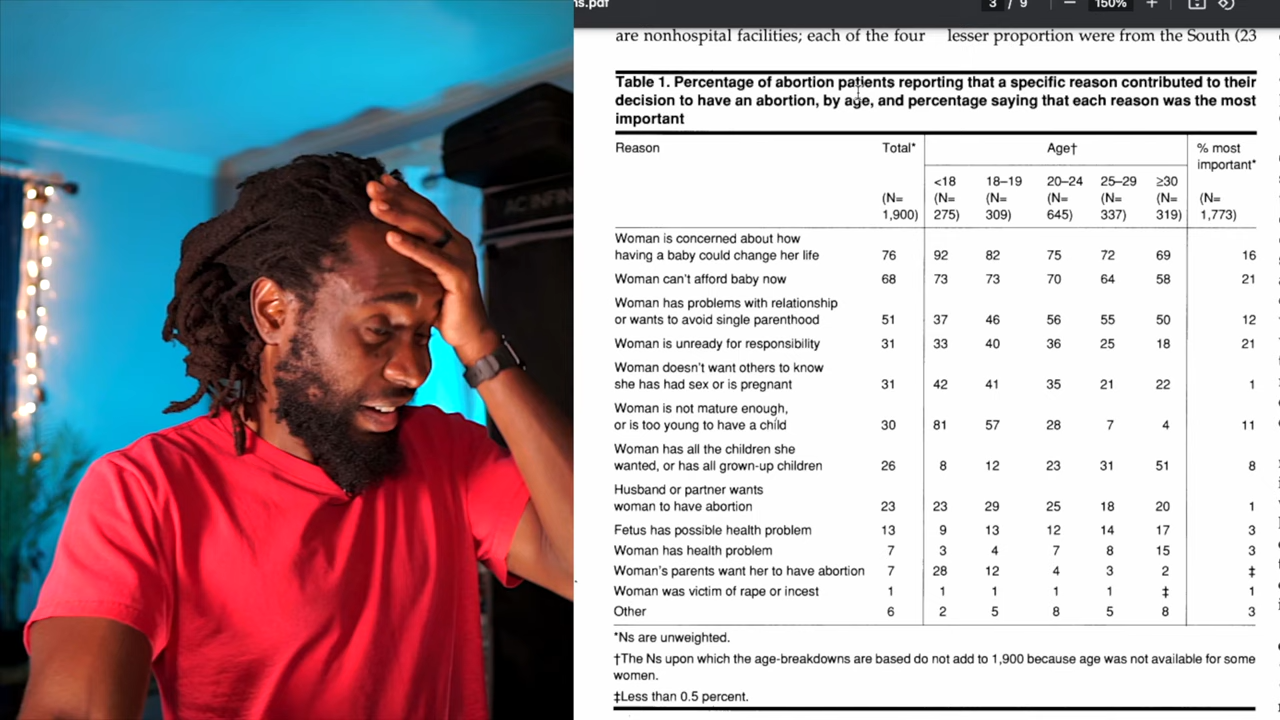 ns.pdf
3 / 9
150%
are nonhospital facilities; each of the four lesser proportion were from the South (23
Table 1. Percentage of abortion patients reporting that a specific reason contributed to their
decision to have an abortion, by age, and percentage saying that each reason was the most
important
Reason Total* Age† % most
important*
<18 18–19 20–24 25–29 ≥30
(N= (N= (N= (N= (N= (N= (N=
1,900) 275) 309) 645) 337) 319) 1,773)
Woman is concerned about how
having a baby could change her life 76 92 82 75 72 69 16
Woman can't afford baby now 68 73 73 70 64 58 21
Woman has problems with relationship
or wants to avoid single parenthood 51 37 46 56 55 50 12
Woman is unready for responsibility 31 33 40 36 25 18 21
Woman doesn't want others to know
she has had sex or is pregnant 31 42 41 35 21 22 1
Woman is not mature enough,
or is too young to have a child 30 81 57 28 7 4 11
Woman has all the children she
wanted, or has all grown-up children 26 8 12 23 31 51 8
Husband or partner wants
woman to have abortion 23 23 29 25 18 20 1
Fetus has possible health problem 13 9 13 12 14 17 3
Woman has health problem 7 3 4 7 8 15 3
Woman's parents want her to have abortion 7 28 12 4 3 2 ‡
Woman was victim of rape or incest 1 1 1 1 1 ‡ 1
Other 6 2 5 8 5 8 3
*Ns are unweighted.
†The Ns upon which the age-breakdowns are based do not add to 1,900 because age was not available for some
women.
‡Less than 0.5 percent.
AC INFIN